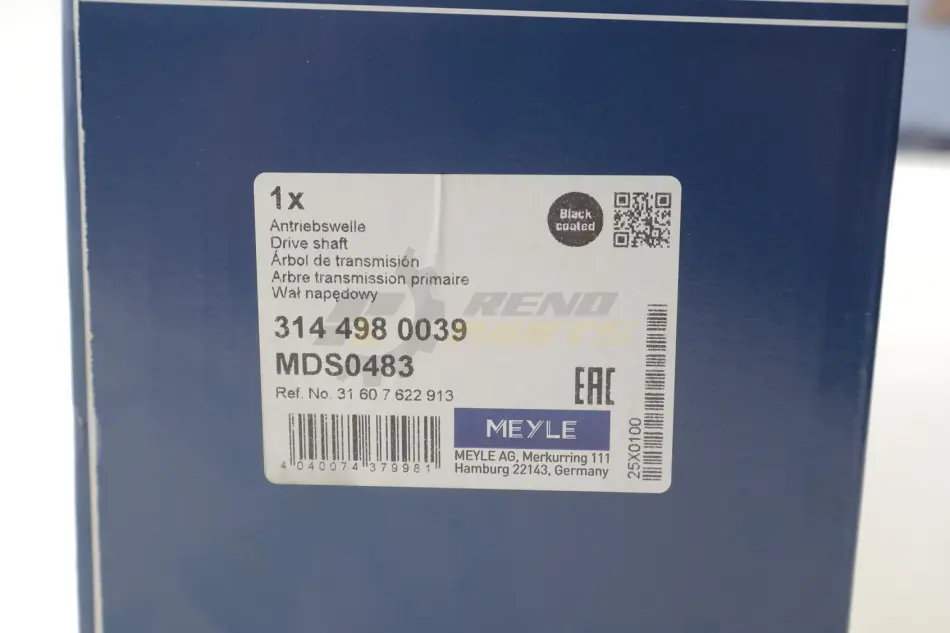 1x
Black
coated
Antriebswelle
Drive shaft
Árbol de transmisión
Arbre transmission primaire
Wał napędowy
RENO
PARTS
314 498 0039
MDS0483
Ref. No. 31 60 7 622 913
EAC
MEYLE
MEYLE AG, Merkurring 111
Hamburg 22143, Germany
4 040074 379981
25X0100